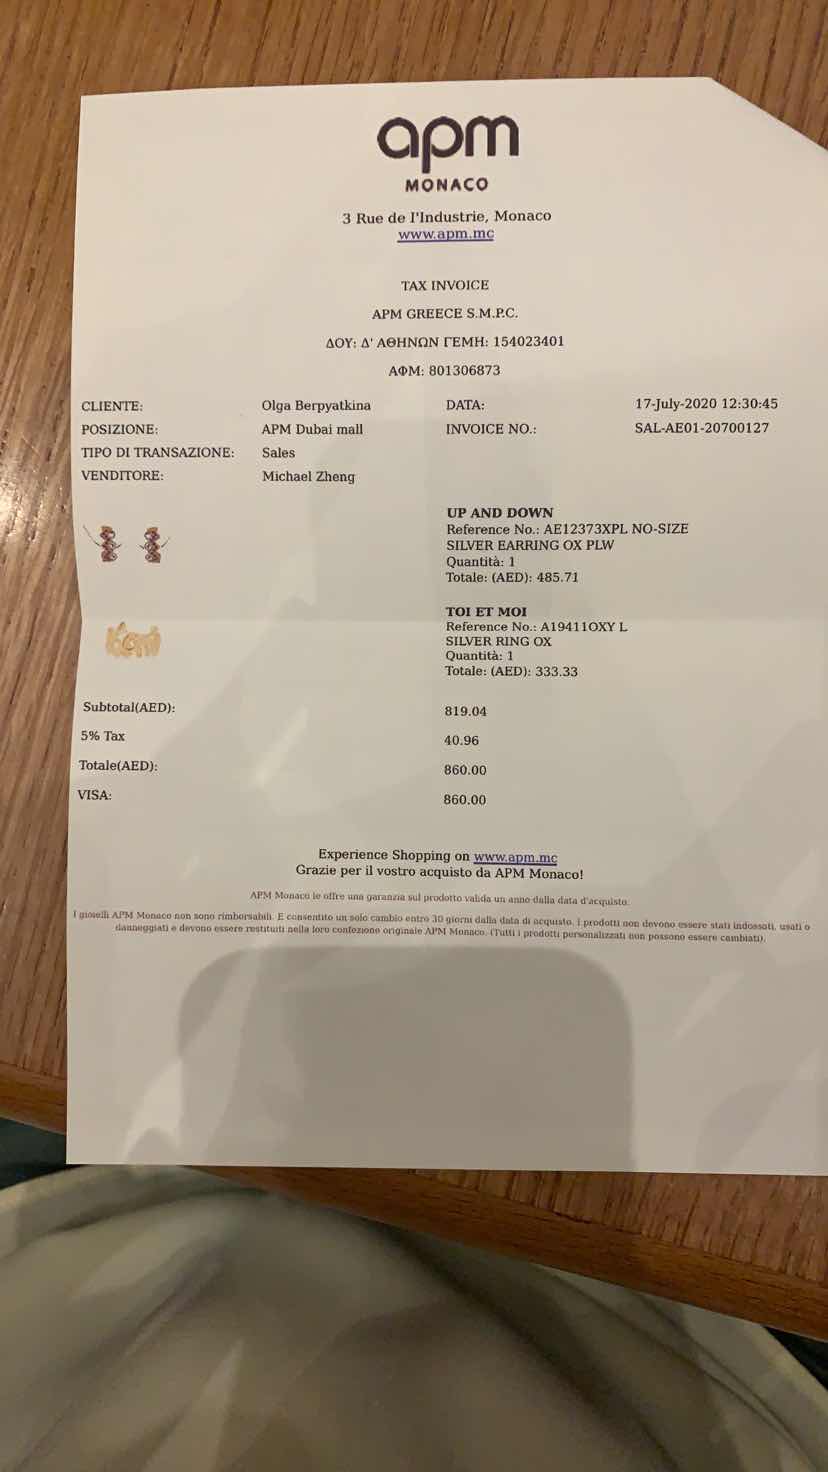 apm
MONACO
3 Rue de l'Industrie, Monaco
www.apm.mc
TAX INVOICE
APM GREECE S.M.P.C.
ΔΟΥ: Δ' ΑΘΗΝΩΝ ΓΕΜΗ: 154023401
ΑΦΜ: 801306873
CLIENTE: Olga Berpyatkina DATA: 17-July-2020 12:30:45
POSIZIONE: APM Dubai mall INVOICE NO.: SAL-AE01-20700127
TIPO DI TRANSAZIONE: Sales
VENDITORE: Michael Zheng
UP AND DOWN
Reference No.: AE12373XPL NO-SIZE
SILVER EARRING OX PLW
Quantità: 1
Totale: (AED): 485.71
TOI ET MOI
Reference No.: A19411OXY L
SILVER RING OX
Quantità: 1
Totale: (AED): 333.33
Subtotal(AED): 819.04
5% Tax 40.96
Totale(AED): 860.00
VISA: 860.00
Experience Shopping on www.apm.mc
Grazie per il vostro acquisto da APM Monaco!
APM Monaco le offre una garanzia sul prodotto valida un anno dalla data d'acquisto.
I gioielli APM Monaco non sono rimborsabili. E consentito un solo cambio entro 30 giorni dalla data di acquisto. I prodotti non devono essere stati indossati, usati o
danneggiati e devono essere restituiti nella loro confezione originale APM Monaco. (Tutti i prodotti personalizzati non possono essere cambiati).